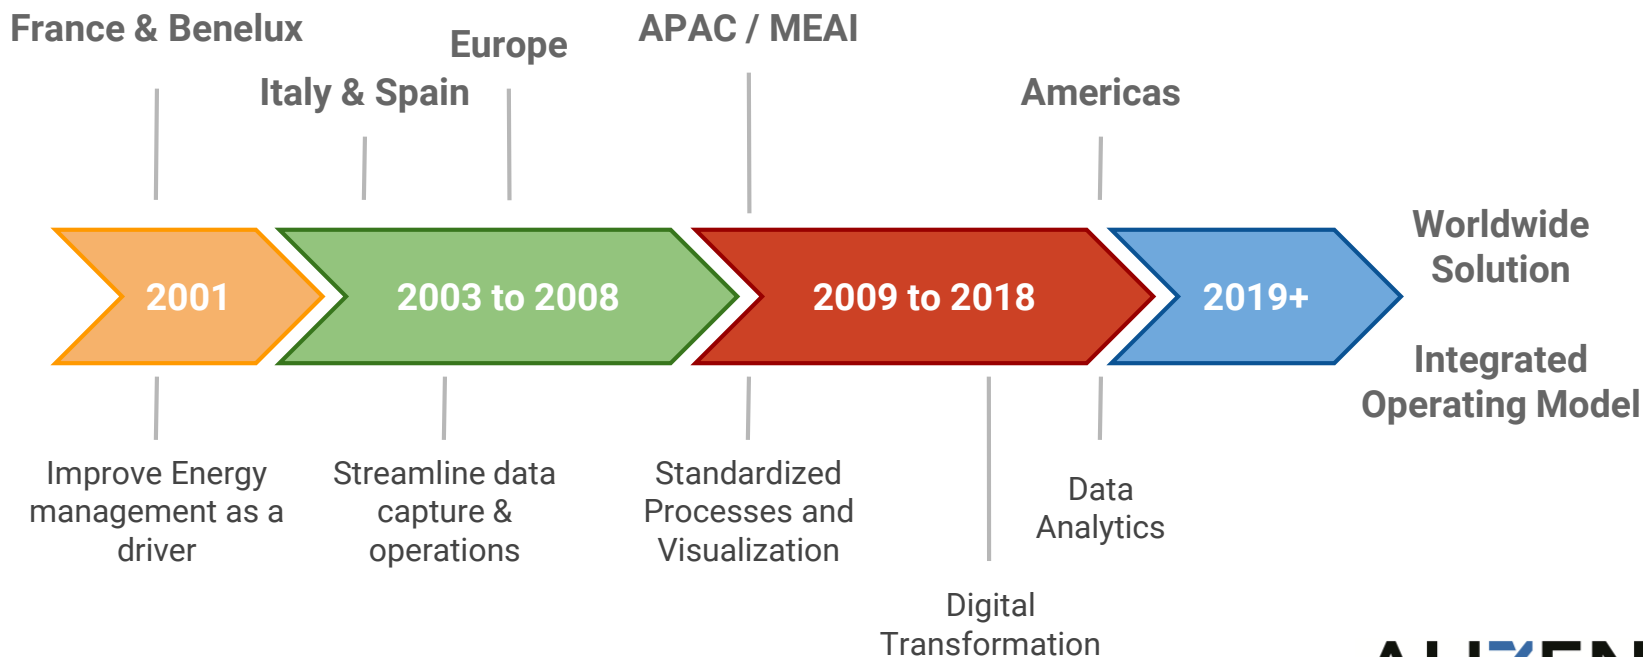 France & Benelux
Italy & Spain
Europe
APAC / MEAI
Americas
2001
2003 to 2008
2009 to 2018
2019+
Worldwide
Solution
Integrated
Operating Model
Improve Energy
management as a
driver
Streamline data
capture &
operations
Standardized
Processes and
Visualization
Digital
Transformation
Data
Analytics